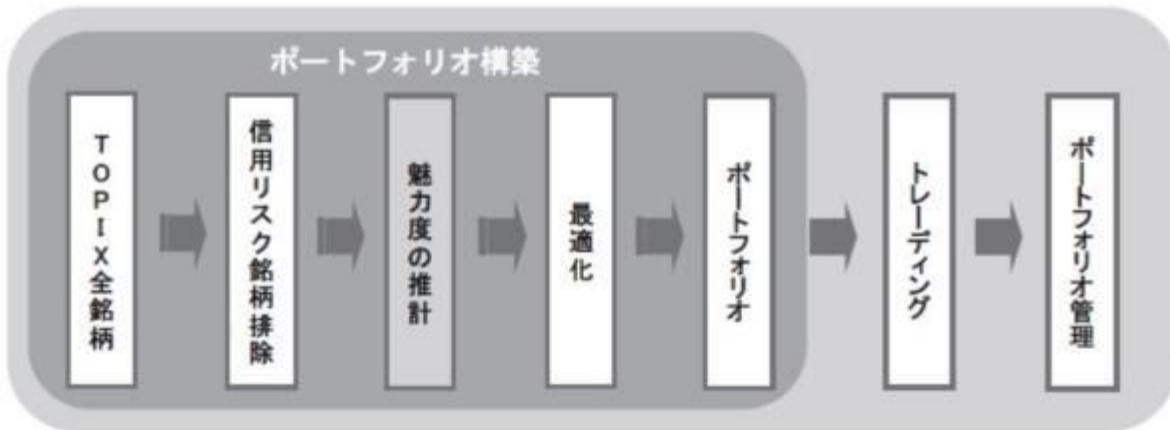 ポートフォリオ構築
TOPIX全銘柄
信用リスク銘柄排除
魅力度の推計
最適化
ポートフォリオ
トレーディング
ポートフォリオ管理